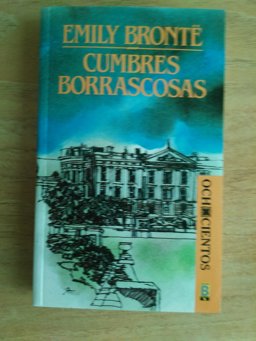 EMILY BRONTË
CUMBRES
BORRASCOSAS
OCHOCIENTOS